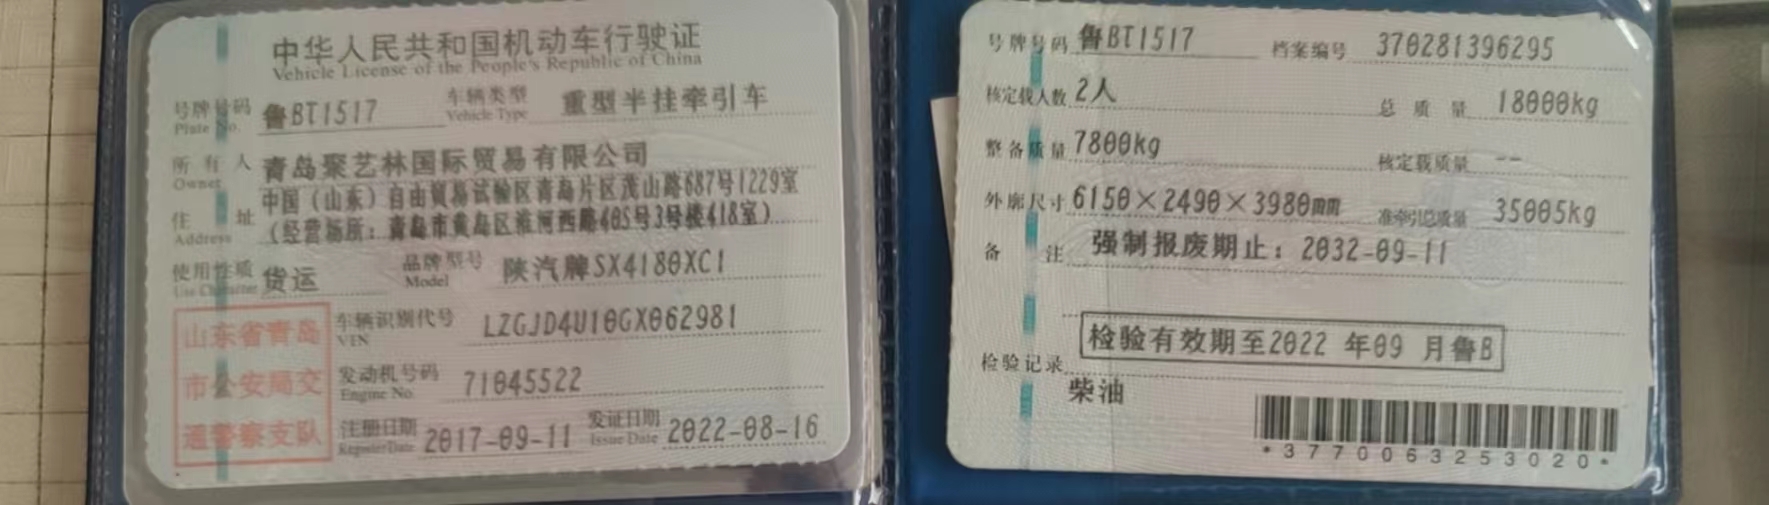 中华人民共和国机动车行驶证
Vehicle License of the People's Republic of China
号牌号码 鲁BT1517 车辆类型 重型半挂牵引车
Plate No. Vehicle Type
所有人 青岛聚艺林国际贸易有限公司
Owner
住址 中国（山东）自由贸易试验区青岛片区茂山路687号1229室
Address （经营场所：青岛市黄岛区淮河西路405号3号楼418室）
使用性质 货运 品牌型号 陕汽牌SX4180XC1
Use Character Model
山东省青岛
市公安局交
通警察支队
车辆识别代号 LZGJD4U10GX062981
VIN
发动机号码 71045522
Engine No.
注册日期 2017-09-11 发证日期 2022-08-16
Register Date Issue Date
号牌号码 鲁BT1517 档案编号 370281396295
核定载人数 2人 总质量 18000kg
整备质量 7800kg 核定载质量 --
外廓尺寸 6150×2490×3980mm 准牵引总质量 35005kg
备注 强制报废期止：2032-09-11
检验有效期至2022 年09 月鲁B
检验记录
柴油
*3770063253020*